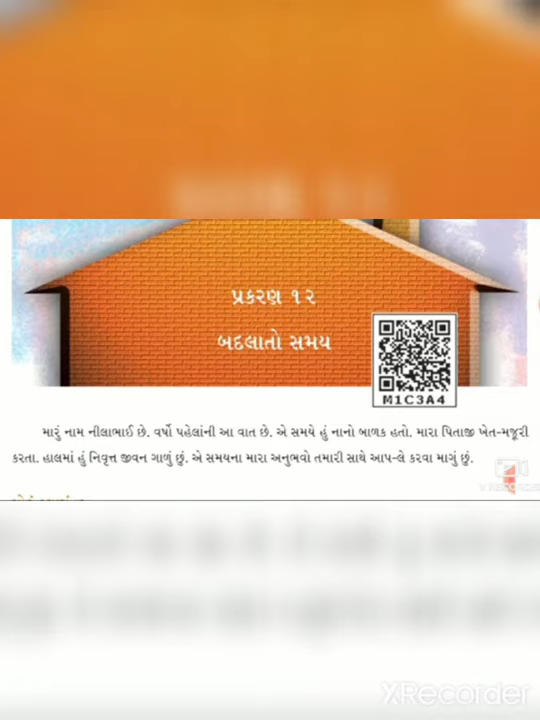 પ્રકરણ ૧૨
બદલાતો સમય
M1C3A4
મારું નામ નીલાભાઈ છે. વર્ષો પહેલાંની આ વાત છે. એ સમયે હું નાનો બાળક હતો. મારા પિતાજી ખેત-મજૂરી
કરતા. હાલમાં હું નિવૃત્ત જીવન ગાળું છું. એ સમયના મારા અનુભવો તમારી સાથે આપ-લે કરવા માગું છું.
XRecorder